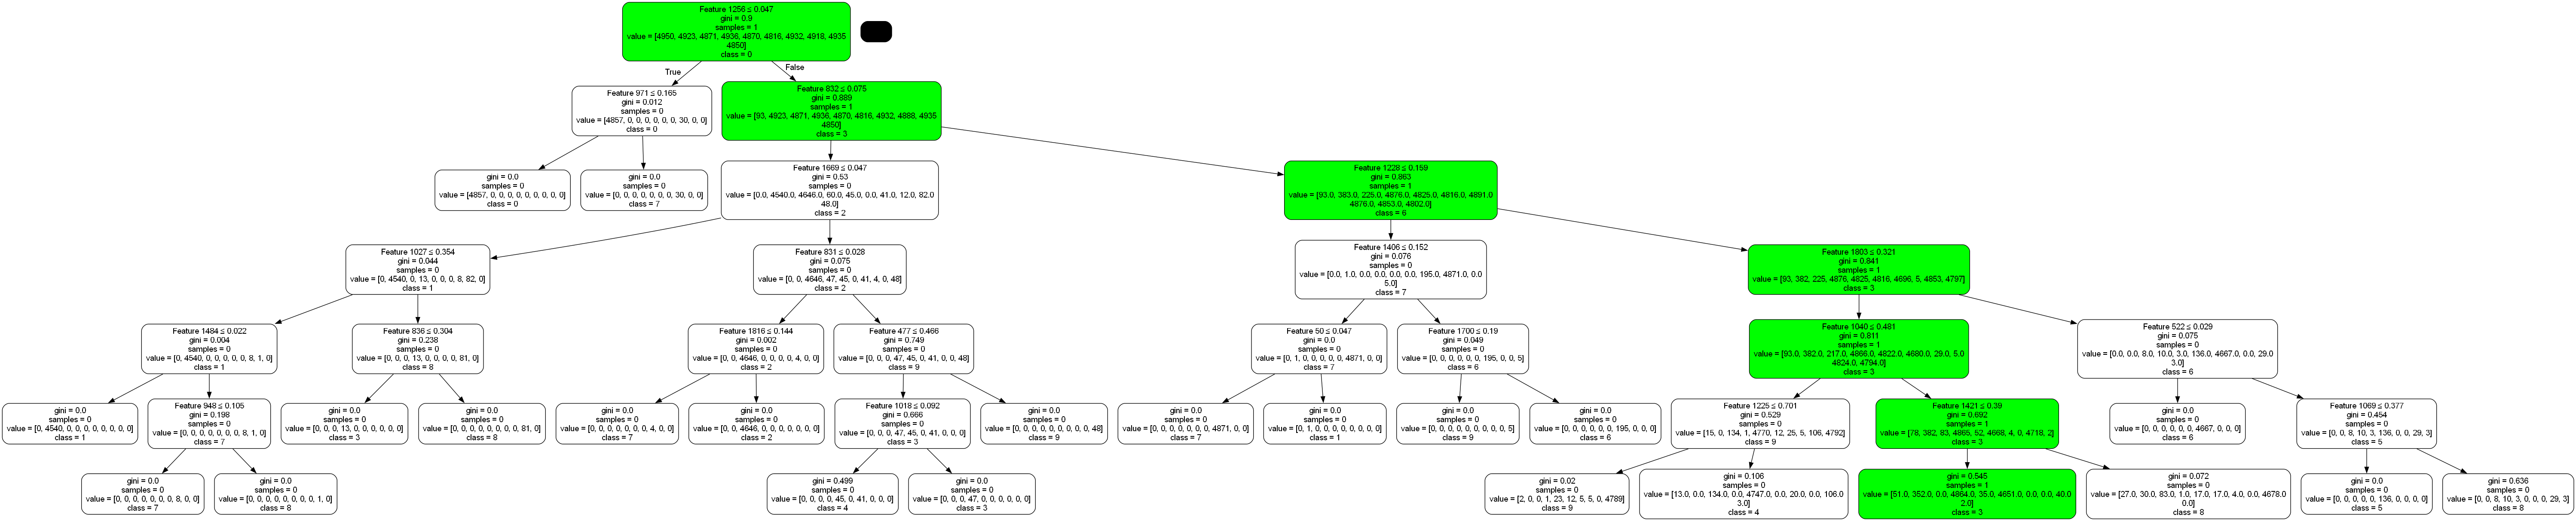 Feature 1256 ≤ 0.047
gini = 0.9
samples = 1
value = [4950, 4923, 4871, 4936, 4870, 4816, 4932, 4918, 4935
4850]
class = 0
True
False
Feature 971 ≤ 0.165
gini = 0.012
samples = 0
value = [4857, 0, 0, 0, 0, 0, 0, 30, 0, 0]
class = 0
Feature 832 ≤ 0.075
gini = 0.889
samples = 1
value = [93, 4923, 4871, 4936, 4870, 4816, 4932, 4888, 4935
4850]
class = 3
gini = 0.0
samples = 0
value = [4857, 0, 0, 0, 0, 0, 0, 0, 0, 0]
class = 0
gini = 0.0
samples = 0
value = [0, 0, 0, 0, 0, 0, 0, 30, 0, 0]
class = 7
Feature 1669 ≤ 0.047
gini = 0.53
samples = 0
value = [0.0, 4540.0, 4646.0, 60.0, 45.0, 0.0, 41.0, 12.0, 82.0
48.0]
class = 2
Feature 1228 ≤ 0.159
gini = 0.863
samples = 1
value = [93.0, 383.0, 225.0, 4876.0, 4825.0, 4816.0, 4891.0
4876.0, 4853.0, 4802.0]
class = 6
Feature 1027 ≤ 0.354
gini = 0.044
samples = 0
value = [0, 4540, 0, 13, 0, 0, 0, 8, 82, 0]
class = 1
Feature 831 ≤ 0.028
gini = 0.075
samples = 0
value = [0, 0, 4646, 47, 45, 0, 41, 4, 0, 48]
class = 2
Feature 1406 ≤ 0.152
gini = 0.076
samples = 0
value = [0.0, 1.0, 0.0, 0.0, 0.0, 0.0, 195.0, 4871.0, 0.0
5.0]
class = 7
Feature 1803 ≤ 0.321
gini = 0.841
samples = 1
value = [93, 382, 225, 4876, 4825, 4816, 4696, 5, 4853, 4797]
class = 3
Feature 1484 ≤ 0.022
gini = 0.004
samples = 0
value = [0, 4540, 0, 0, 0, 0, 0, 8, 1, 0]
class = 1
Feature 836 ≤ 0.304
gini = 0.238
samples = 0
value = [0, 0, 0, 13, 0, 0, 0, 0, 81, 0]
class = 8
Feature 1816 ≤ 0.144
gini = 0.002
samples = 0
value = [0, 0, 4646, 0, 0, 0, 0, 4, 0, 0]
class = 2
Feature 477 ≤ 0.466
gini = 0.749
samples = 0
value = [0, 0, 0, 47, 45, 0, 41, 0, 0, 48]
class = 9
Feature 50 ≤ 0.047
gini = 0.0
samples = 0
value = [0, 1, 0, 0, 0, 0, 0, 4871, 0, 0]
class = 7
Feature 1700 ≤ 0.19
gini = 0.049
samples = 0
value = [0, 0, 0, 0, 0, 0, 195, 0, 0, 5]
class = 6
Feature 1040 ≤ 0.481
gini = 0.811
samples = 1
value = [93.0, 382.0, 217.0, 4866.0, 4822.0, 4680.0, 29.0, 5.0
4824.0, 4794.0]
class = 3
Feature 522 ≤ 0.029
gini = 0.075
samples = 0
value = [0.0, 0.0, 8.0, 10.0, 3.0, 136.0, 4667.0, 0.0, 29.0
3.0]
class = 6
gini = 0.0
samples = 0
value = [0, 4540, 0, 0, 0, 0, 0, 0, 0, 0]
class = 1
Feature 948 ≤ 0.105
gini = 0.198
samples = 0
value = [0, 0, 0, 0, 0, 0, 0, 8, 1, 0]
class = 7
gini = 0.0
samples = 0
value = [0, 0, 0, 13, 0, 0, 0, 0, 0, 0]
class = 3
gini = 0.0
samples = 0
value = [0, 0, 0, 0, 0, 0, 0, 0, 81, 0]
class = 8
gini = 0.0
samples = 0
value = [0, 0, 0, 0, 0, 0, 0, 4, 0, 0]
class = 7
gini = 0.0
samples = 0
value = [0, 0, 4646, 0, 0, 0, 0, 0, 0, 0]
class = 2
Feature 1018 ≤ 0.092
gini = 0.666
samples = 0
value = [0, 0, 0, 47, 45, 0, 41, 0, 0, 0]
class = 3
gini = 0.0
samples = 0
value = [0, 0, 0, 0, 0, 0, 0, 0, 0, 48]
class = 9
gini = 0.0
samples = 0
value = [0, 0, 0, 0, 0, 0, 0, 4871, 0, 0]
class = 7
gini = 0.0
samples = 0
value = [0, 1, 0, 0, 0, 0, 0, 0, 0, 0]
class = 1
gini = 0.0
samples = 0
value = [0, 0, 0, 0, 0, 0, 0, 0, 0, 5]
class = 9
gini = 0.0
samples = 0
value = [0, 0, 0, 0, 0, 0, 195, 0, 0, 0]
class = 6
Feature 1225 ≤ 0.701
gini = 0.529
samples = 0
value = [15, 0, 134, 1, 4770, 12, 25, 5, 106, 4792]
class = 9
Feature 1421 ≤ 0.39
gini = 0.692
samples = 1
value = [78, 382, 83, 4865, 52, 4668, 4, 0, 4718, 2]
class = 3
gini = 0.0
samples = 0
value = [0, 0, 0, 0, 0, 0, 4667, 0, 0, 0]
class = 6
Feature 1069 ≤ 0.377
gini = 0.454
samples = 0
value = [0, 0, 8, 10, 3, 136, 0, 0, 29, 3]
class = 5
gini = 0.0
samples = 0
value = [0, 0, 0, 0, 0, 0, 0, 8, 0, 0]
class = 7
gini = 0.0
samples = 0
value = [0, 0, 0, 0, 0, 0, 0, 0, 1, 0]
class = 8
gini = 0.499
samples = 0
value = [0, 0, 0, 0, 45, 0, 41, 0, 0, 0]
class = 4
gini = 0.0
samples = 0
value = [0, 0, 0, 47, 0, 0, 0, 0, 0, 0]
class = 3
gini = 0.02
samples = 0
value = [2, 0, 0, 1, 23, 12, 5, 5, 0, 4789]
class = 9
gini = 0.106
samples = 0
value = [13.0, 0.0, 134.0, 0.0, 4747.0, 0.0, 20.0, 0.0, 106.0
3.0]
class = 4
gini = 0.545
samples = 1
value = [51.0, 352.0, 0.0, 4864.0, 35.0, 4651.0, 0.0, 0.0, 40.0
2.0]
class = 3
gini = 0.072
samples = 0
value = [27.0, 30.0, 83.0, 1.0, 17.0, 17.0, 4.0, 0.0, 4678.0
0.0]
class = 8
gini = 0.0
samples = 0
value = [0, 0, 0, 0, 0, 136, 0, 0, 0, 0]
class = 5
gini = 0.636
samples = 0
value = [0, 0, 8, 10, 3, 0, 0, 0, 29, 3]
class = 8